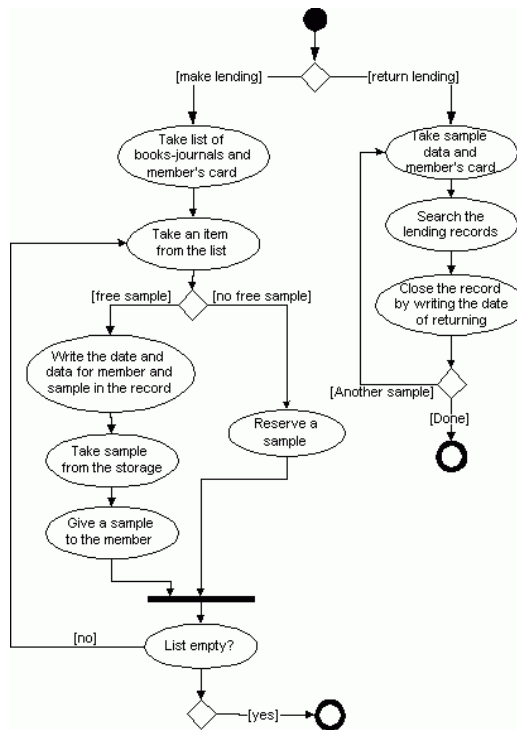 [make lending]
[return lending]
Take list of
books-journals and
member's card
Take sample
data and
member's card
Take an item
from the list
Search the
lending records
[free sample]
[no free sample]
Close the record
by writing the date
of returning
Write the date and
data for member and
sample in the record
[Another sample]
[Done]
Reserve a
sample
Take sample
from the storage
Give a sample
to the member
[no]
List empty?
[yes]